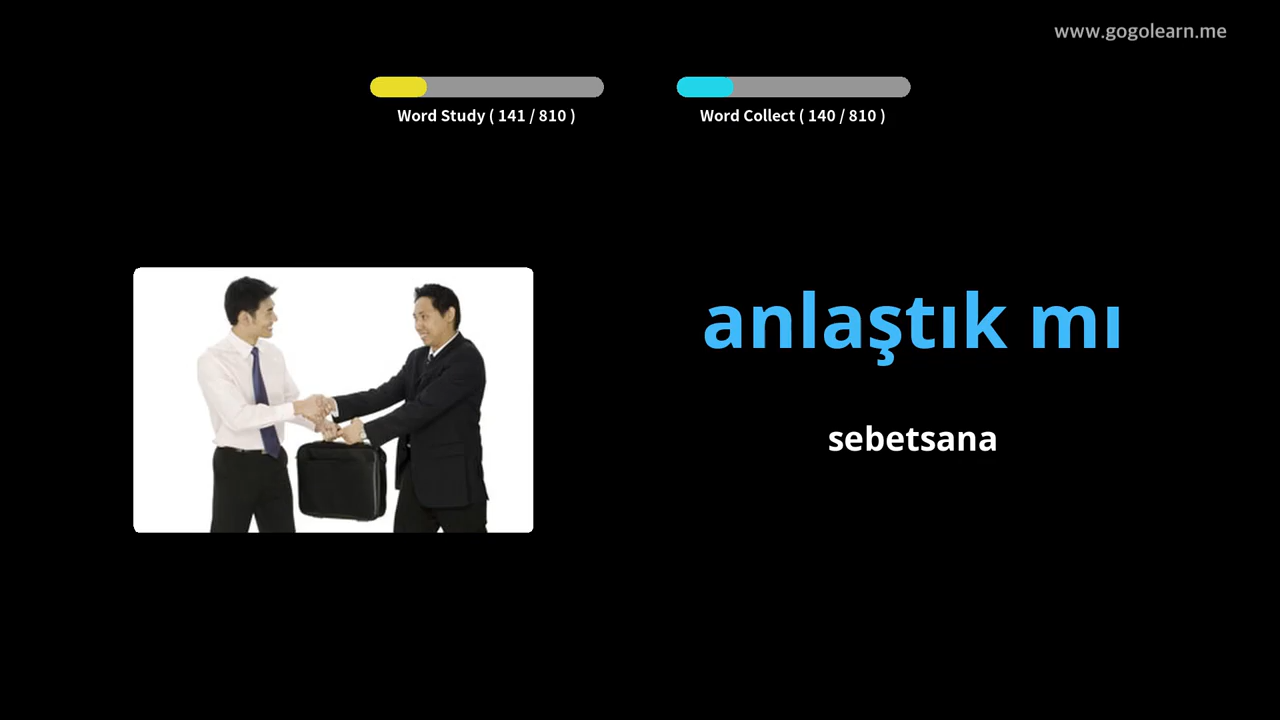 www.gogolearn.me
Word Study ( 141 / 810 )
Word Collect ( 140 / 810 )
anlaştık mı
sebetsana